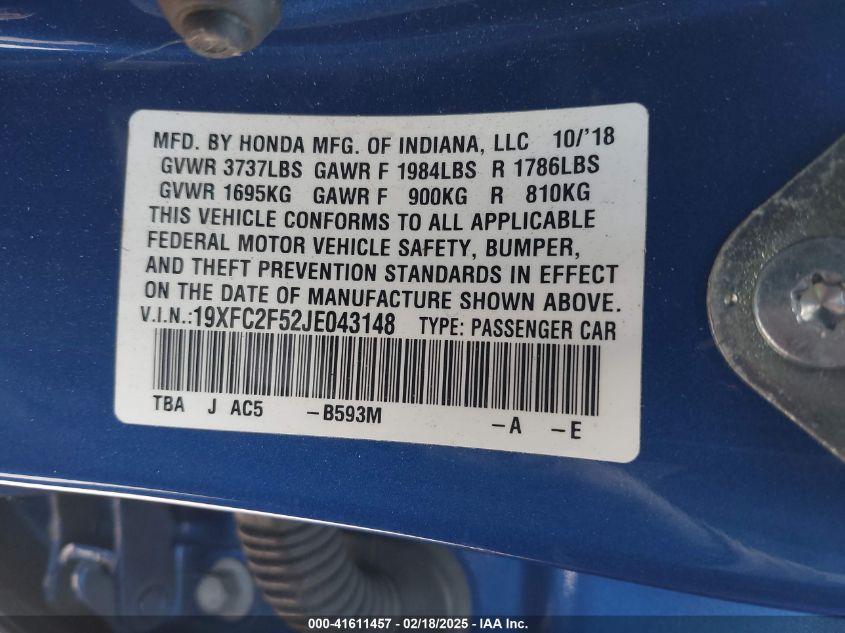 MFD. BY HONDA MFG. OF INDIANA, LLC 10/'18
GVWR 3737LBS GAWR F 1984LBS R 1786LBS
GVWR 1695KG GAWR F 900KG R 810KG
THIS VEHICLE CONFORMS TO ALL APPLICABLE
FEDERAL MOTOR VEHICLE SAFETY, BUMPER,
AND THEFT PREVENTION STANDARDS IN EFFECT
ON THE DATE OF MANUFACTURE SHOWN ABOVE.
V.I.N.:19XFC2F52JE043148 TYPE: PASSENGER CAR
TBA J AC5 -B593M -A -E
000-41611457 — 02/18/2025 — IAA Inc.